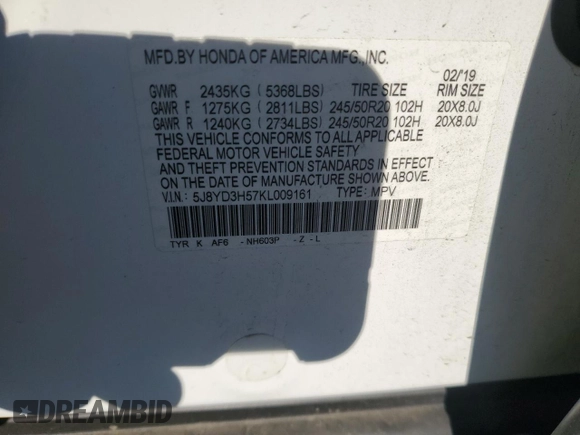 MFD.BY HONDA OF AMERICA MFG.,INC.
02/'19
GVWR 2435KG ( 5368LBS) TIRE SIZE RIM SIZE
GAWR F 1275KG ( 2811LBS) 245/50R20 102H 20X8.0J
GAWR R 1240KG ( 2734LBS) 245/50R20 102H 20X8.0J
THIS VEHICLE CONFORMS TO ALL APPLICABLE
FEDERAL MOTOR VEHICLE SAFETY
AND THEFT PREVENTION STANDARDS IN EFFECT
ON THE DATE OF MANUFACTURE SHOWN ABOVE.
V.I.N.: 5J8YD3H57KL009161 TYPE: MPV
TYR K AF6 -NH603P -Z -L
DREAMBID